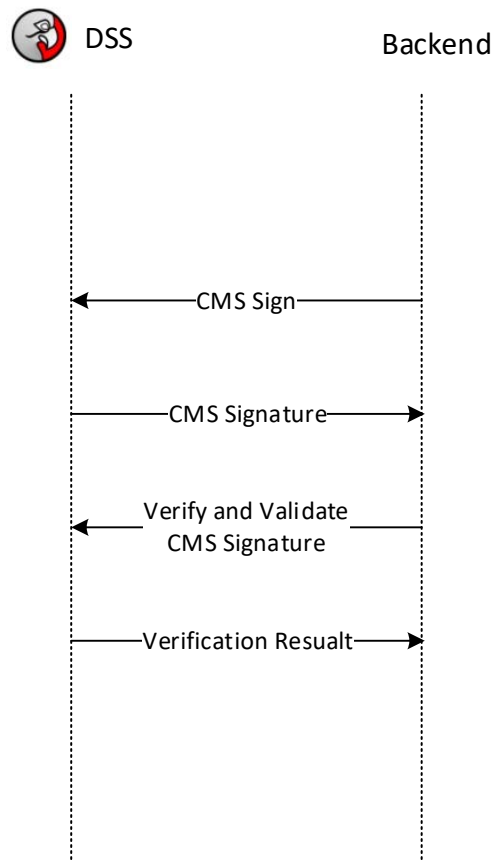 DSS
Backend
CMS Sign
CMS Signature
Verify and Validate
CMS Signature
Verification Resualt